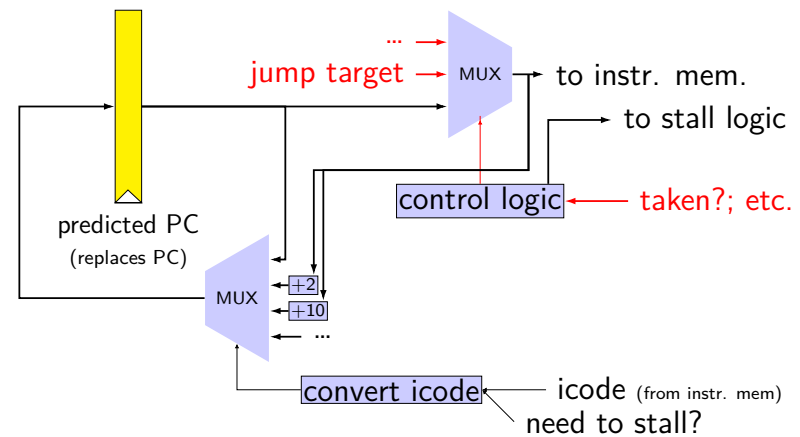 ...
jump target
MUX
to instr. mem.
to stall logic
control logic
taken?; etc.
predicted PC
(replaces PC)
MUX
+2
+10
...
convert icode
icode (from instr. mem)
need to stall?